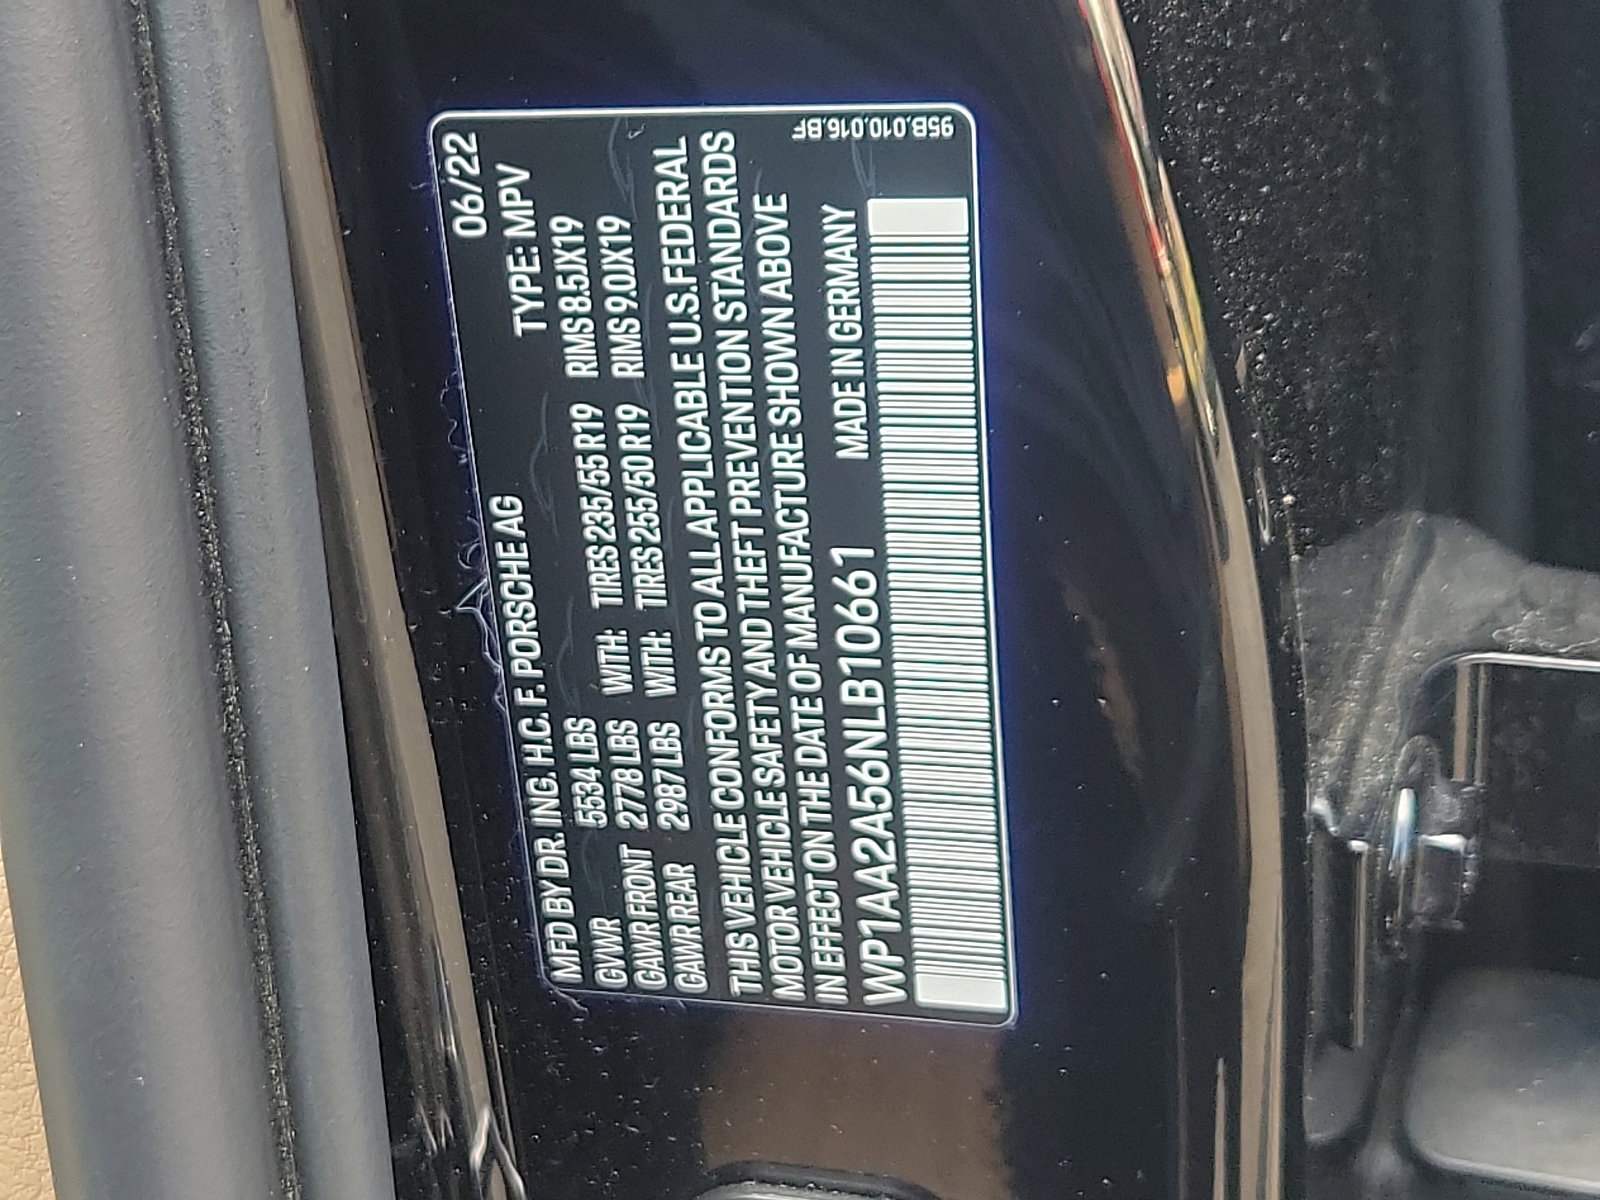 06/22
MFD BY DR. ING. H.C. F. PORSCHE AG TYPE: MPV
GVWR 5534 LBS WITH: TIRES 235/55 R19 RIMS 8.5JX19
GAWR FRONT 2778 LBS WITH: TIRES 255/50 R19 RIMS 9.0JX19
GAWR REAR 2987 LBS
THIS VEHICLE CONFORMS TO ALL APPLICABLE U.S. FEDERAL
MOTOR VEHICLE SAFETY AND THEFT PREVENTION STANDARDS
IN EFFECT ON THE DATE OF MANUFACTURE SHOWN ABOVE
WP1AA2A56NLB10661 MADE IN GERMANY
95B.010.016.BF